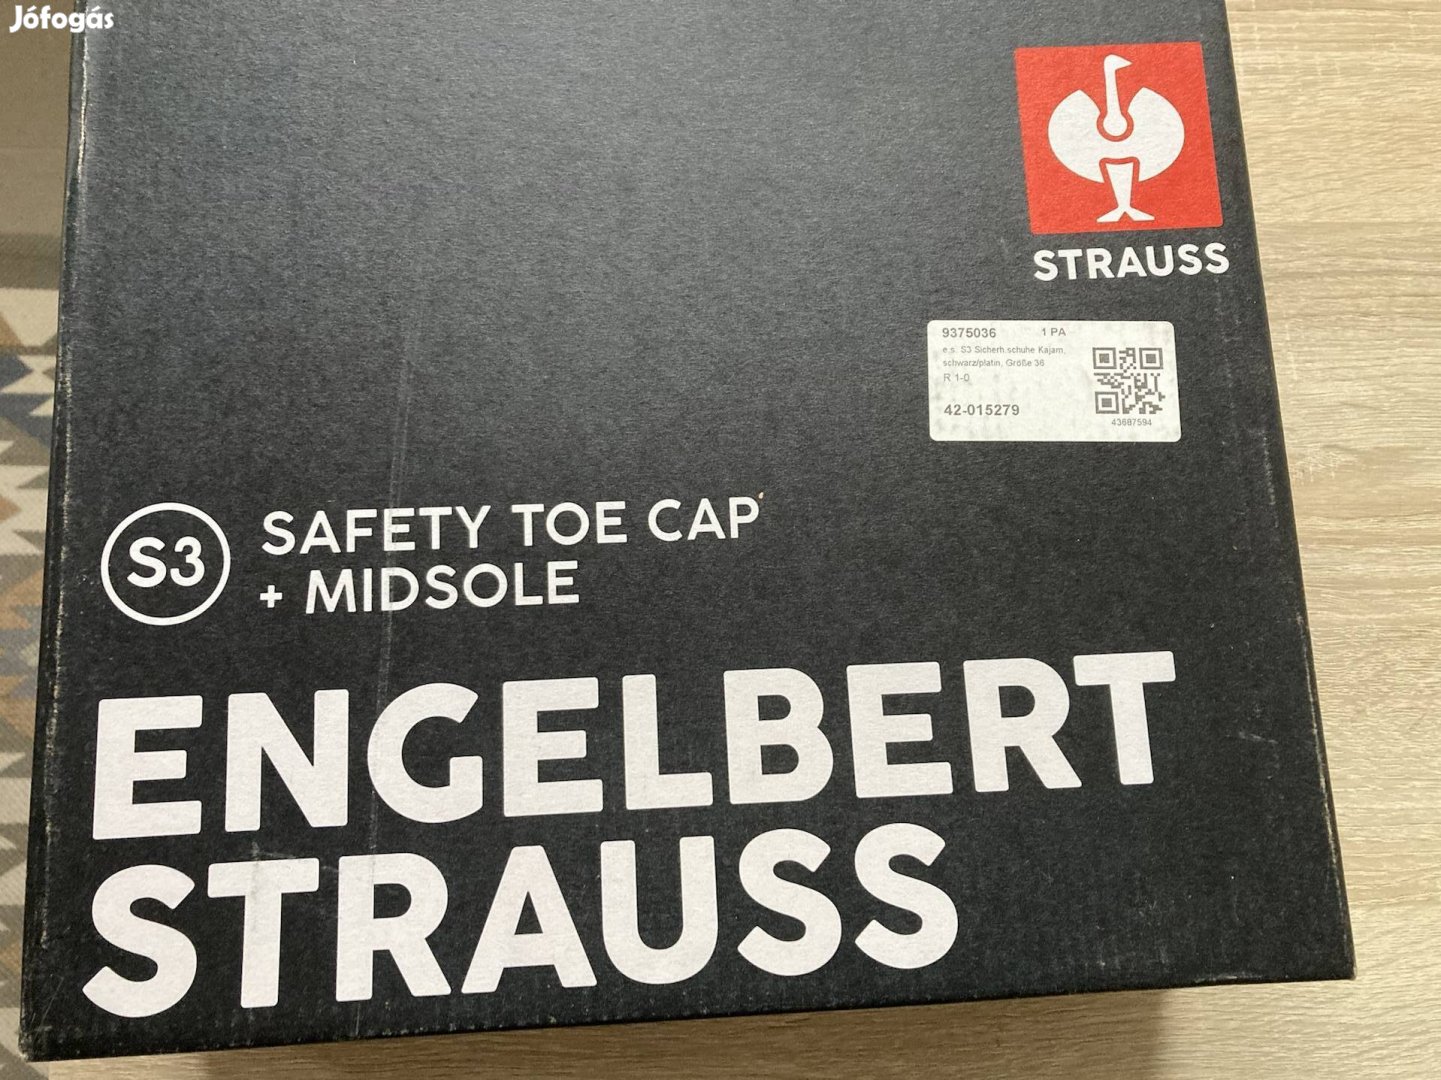 Jófogás
STRAUSS
9375036 1 PA
e.s. S3 Sicherh.schuhe Kajam,
schwarz/platin, Größe 36
R 1-0
42-015279
43687594
S3
SAFETY TOE CAP
+ MIDSOLE
ENGELBERT
STRAUSS